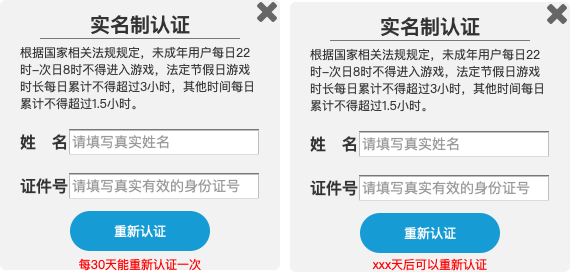 实名制认证
根据国家相关法规规定，未成年用户每日22
时-次日8时不得进入游戏，法定节假日游戏
时长每日累计不得超过3小时，其他时间每日
累计不得超过1.5小时。
姓 名 请填写真实姓名
证件号 请填写真实有效的身份证号
重新认证
每30天能重新认证一次
实名制认证
根据国家相关法规规定，未成年用户每日22
时-次日8时不得进入游戏，法定节假日游戏
时长每日累计不得超过3小时，其他时间每日
累计不得超过1.5小时。
姓 名 请填写真实姓名
证件号 请填写真实有效的身份证号
重新认证
xxx天后可以重新认证